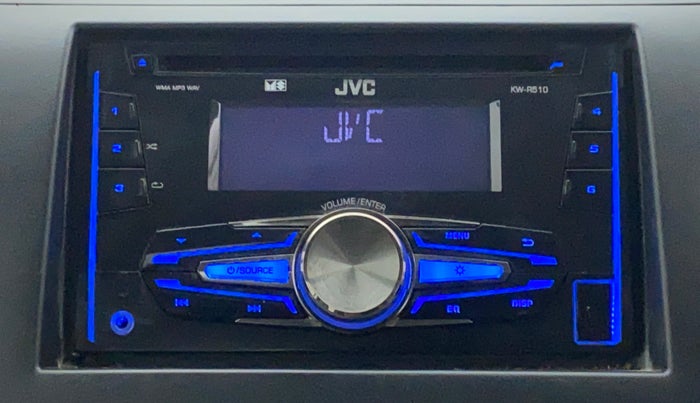 WMA MP3 WAV
JVC
KW-R510
JVC
1
4
2
5
3
6
VOLUME/ENTER
MENU
/SOURCE
EQ
DISP